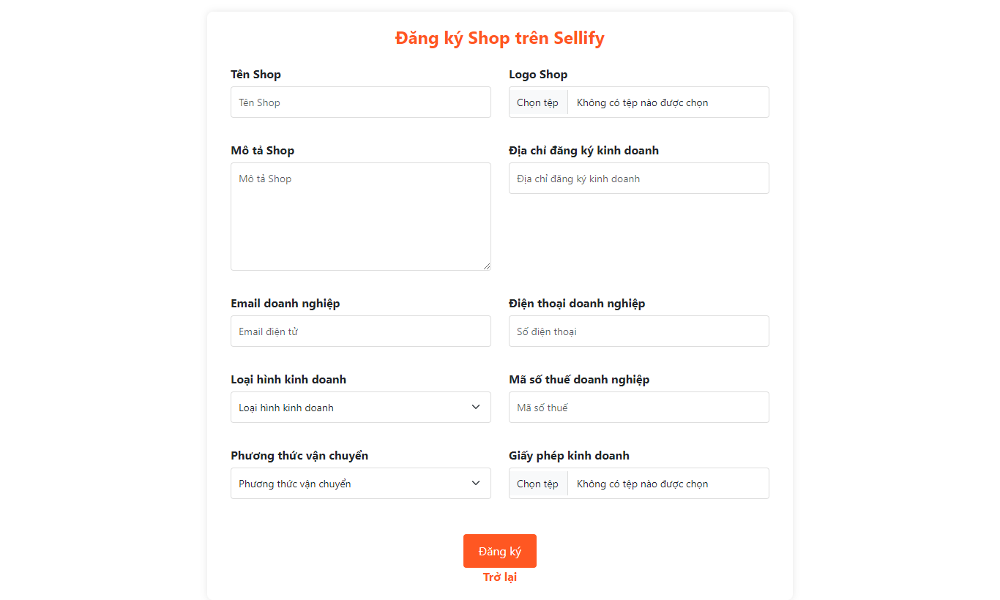 Đăng ký Shop trên Sellify
Tên Shop
Tên Shop
Logo Shop
Chọn tệp Không có tệp nào được chọn
Mô tả Shop
Mô tả Shop
Địa chỉ đăng ký kinh doanh
Địa chỉ đăng ký kinh doanh
Email doanh nghiệp
Email điện tử
Điện thoại doanh nghiệp
Số điện thoại
Loại hình kinh doanh
Loại hình kinh doanh
Mã số thuế doanh nghiệp
Mã số thuế
Phương thức vận chuyển
Phương thức vận chuyển
Giấy phép kinh doanh
Chọn tệp Không có tệp nào được chọn
Đăng ký
Trở lại